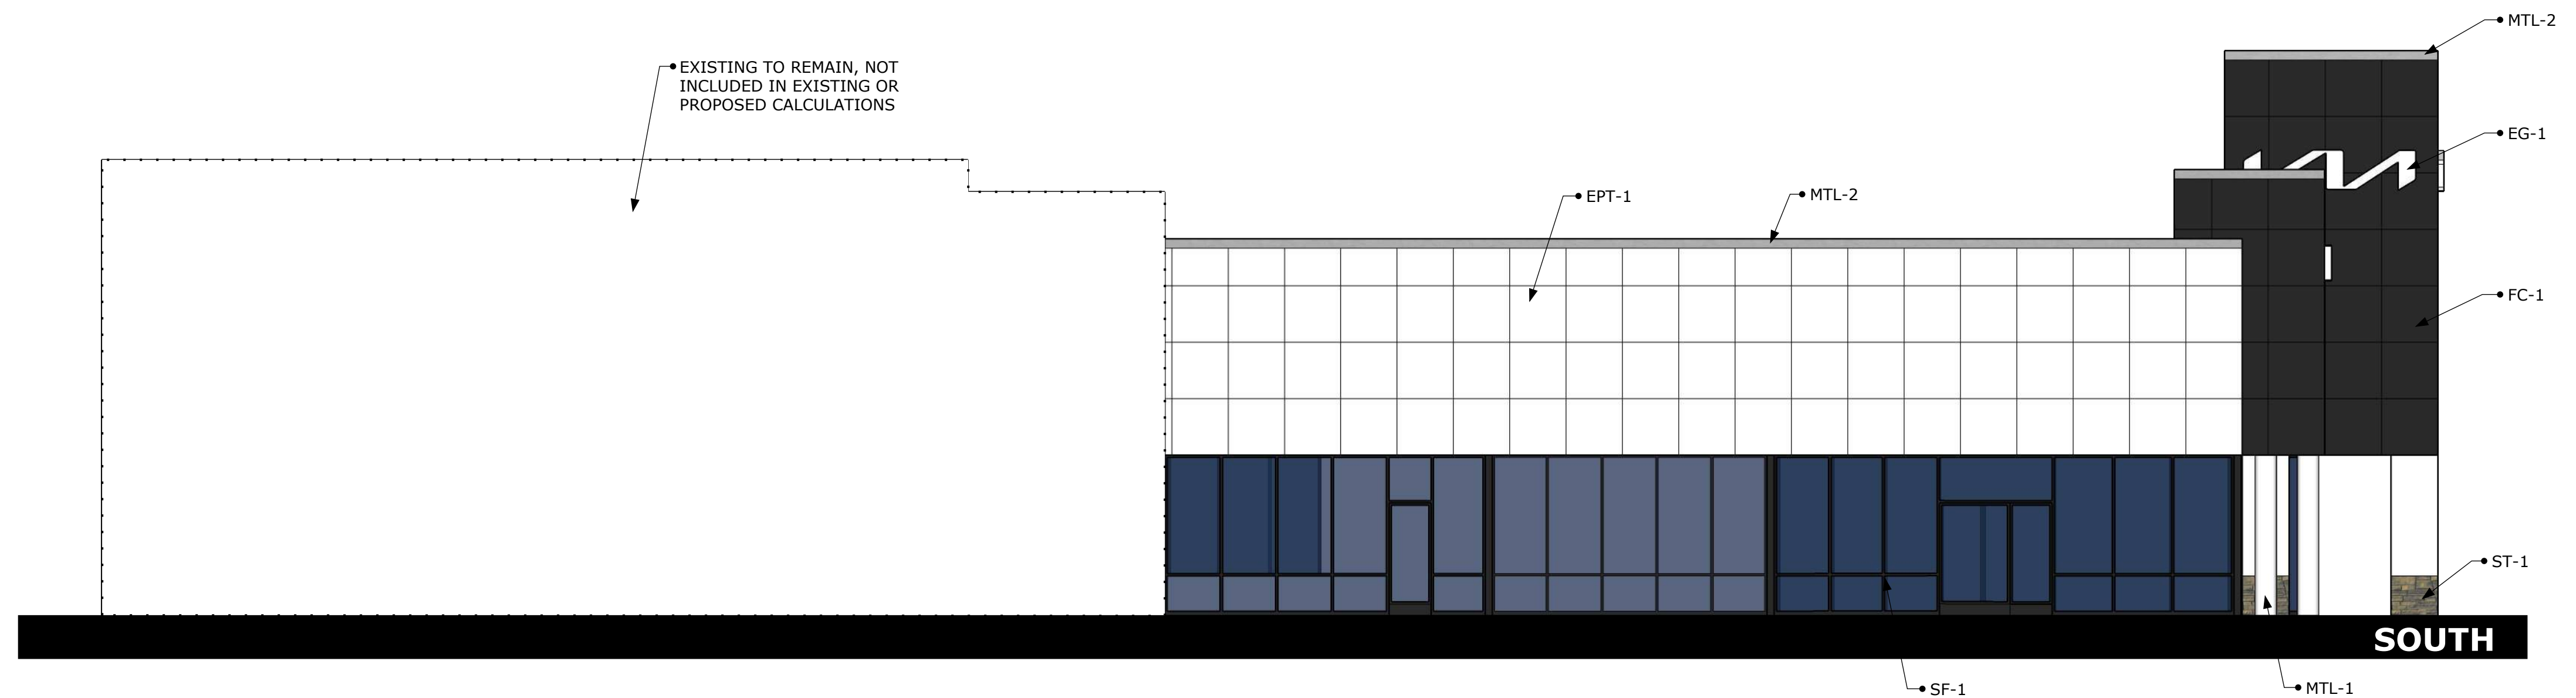 MTL-2
EXISTING TO REMAIN, NOT
INCLUDED IN EXISTING OR
PROPOSED CALCULATIONS
EG-1
EPT-1
MTL-2
FC-1
ST-1
SOUTH
SF-1
MTL-1